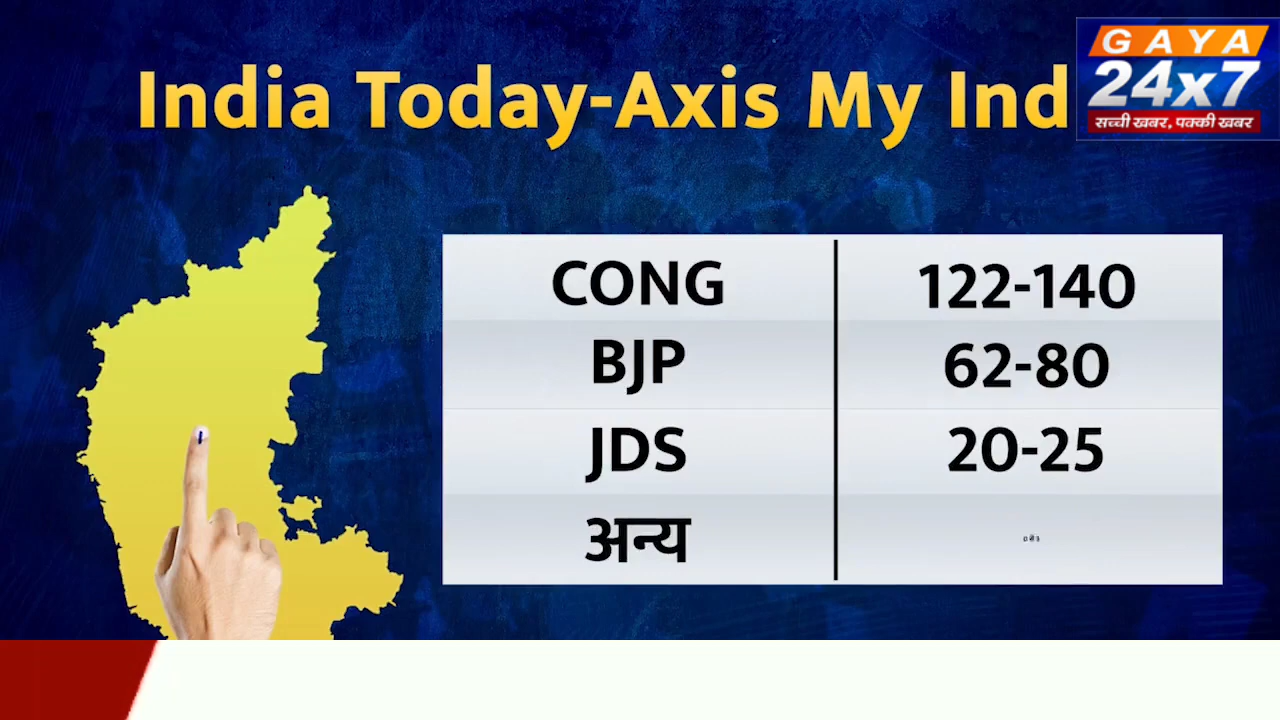 India Today-Axis My Ind
GAYA
24x7
सच्ची खबर, पक्की खबर
CONG 122-140
BJP 62-80
JDS 20-25
अन्य